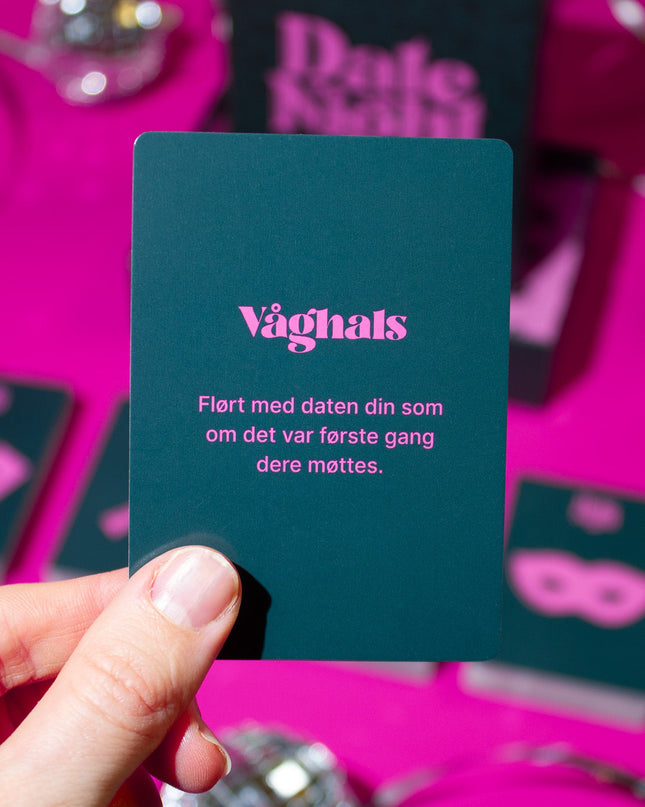 Date
Night
Våghals
Flørt med daten din som
om det var første gang
dere møttes.